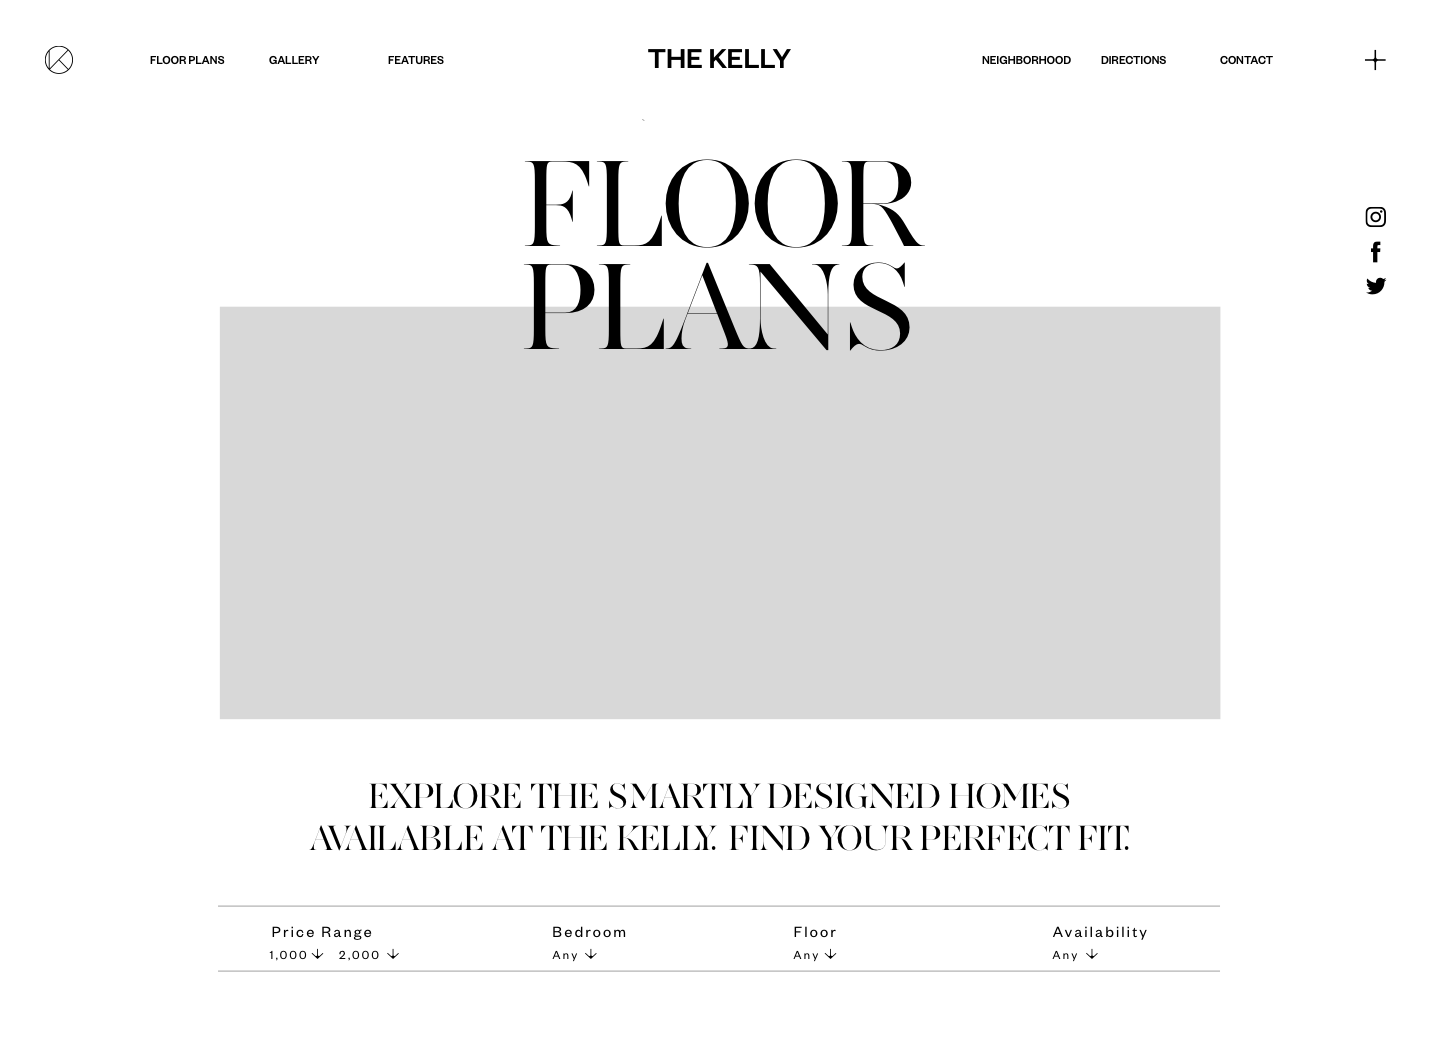 FLOOR PLANS GALLERY FEATURES THE KELLY NEIGHBORHOOD DIRECTIONS CONTACT
FLOOR
PLANS
EXPLORE THE SMARTLY DESIGNED HOMES
AVAILABLE AT THE KELLY. FIND YOUR PERFECT FIT.
Price Range Bedroom Floor Availability
1,000 2,000 Any Any Any